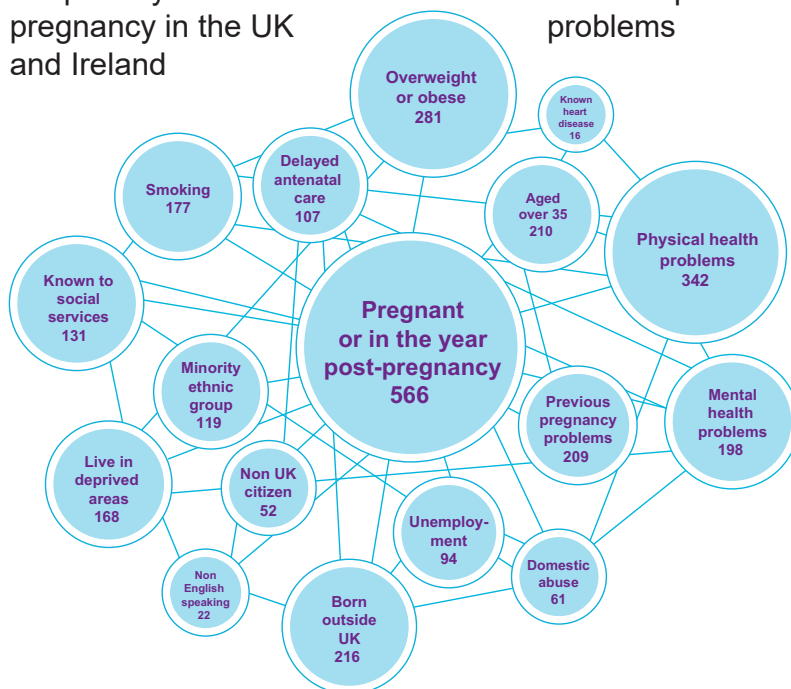 pregnancy in the UK
and Ireland
problems
Overweight
or obese
281
Known
heart
disease
16
Smoking
177
Delayed
antenatal
care
107
Aged
over 35
210
Physical health
problems
342
Known to
social
services
131
Pregnant
or in the year
post-pregnancy
566
Minority
ethnic
group
119
Previous
pregnancy
problems
209
Mental
health
problems
198
Live in
deprived
areas
168
Non UK
citizen
52
Unemploy-
ment
94
Non
English
speaking
22
Born
outside
UK
216
Domestic
abuse
61